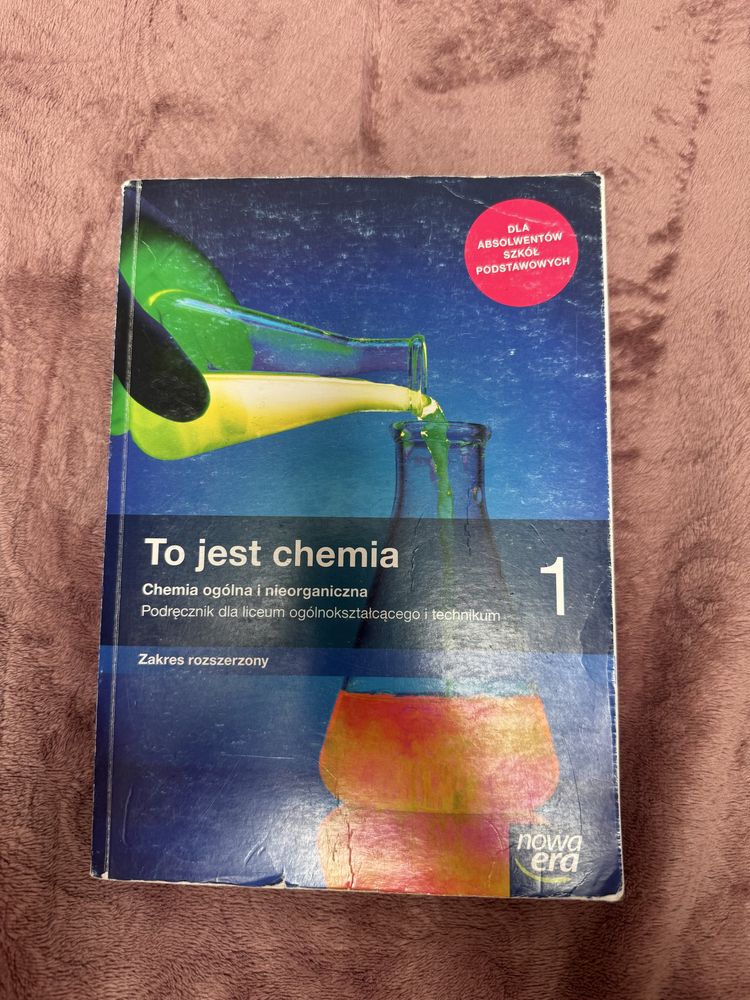 DLA
ABSOLWENTÓW
SZKÓŁ
PODSTAWOWYCH
To jest chemia
1
Chemia ogólna i nieorganiczna
Podręcznik dla liceum ogólnokształcącego i technikum
Zakres rozszerzony
nowa
era